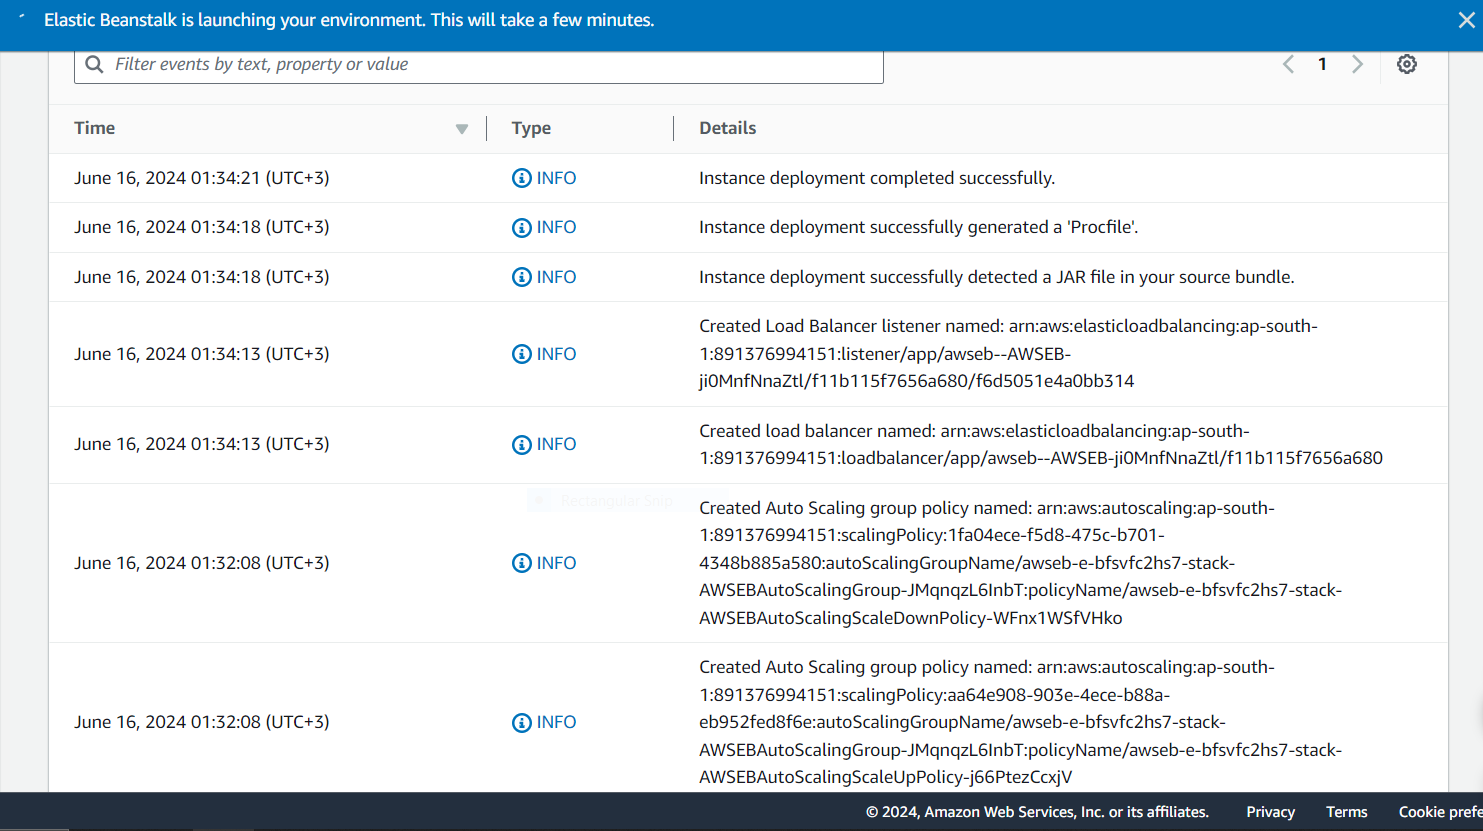 Elastic Beanstalk is launching your environment. This will take a few minutes.
Filter events by text, property or value
1
Time
Type
Details
June 16, 2024 01:34:21 (UTC+3)
INFO
Instance deployment completed successfully.
June 16, 2024 01:34:18 (UTC+3)
INFO
Instance deployment successfully generated a 'Procfile'.
June 16, 2024 01:34:18 (UTC+3)
INFO
Instance deployment successfully detected a JAR file in your source bundle.
June 16, 2024 01:34:13 (UTC+3)
INFO
Created Load Balancer listener named: arn:aws:elasticloadbalancing:ap-south-
1:891376994151:listener/app/awseb--AWSEB-
ji0MnfNnaZtl/f11b115f7656a680/f6d5051e4a0bb314
June 16, 2024 01:34:13 (UTC+3)
INFO
Created load balancer named: arn:aws:elasticloadbalancing:ap-south-
1:891376994151:loadbalancer/app/awseb--AWSEB-ji0MnfNnaZtl/f11b115f7656a680
Rectangular Snip
June 16, 2024 01:32:08 (UTC+3)
INFO
Created Auto Scaling group policy named: arn:aws:autoscaling:ap-south-
1:891376994151:scalingPolicy:1fa04ece-f5d8-475c-b701-
4348b885a580:autoScalingGroupName/awseb-e-bfsvfc2hs7-stack-
AWSEBAutoScalingGroup-JMqnqzL6InbT:policyName/awseb-e-bfsvfc2hs7-stack-
AWSEBAutoScalingScaleDownPolicy-WFnx1WSfVHko
June 16, 2024 01:32:08 (UTC+3)
INFO
Created Auto Scaling group policy named: arn:aws:autoscaling:ap-south-
1:891376994151:scalingPolicy:aa64e908-903e-4ece-b88a-
eb952fed8f6e:autoScalingGroupName/awseb-e-bfsvfc2hs7-stack-
AWSEBAutoScalingGroup-JMqnqzL6InbT:policyName/awseb-e-bfsvfc2hs7-stack-
AWSEBAutoScalingScaleUpPolicy-j66PtezCcxjV
© 2024, Amazon Web Services, Inc. or its affiliates.
Privacy
Terms
Cookie prefe